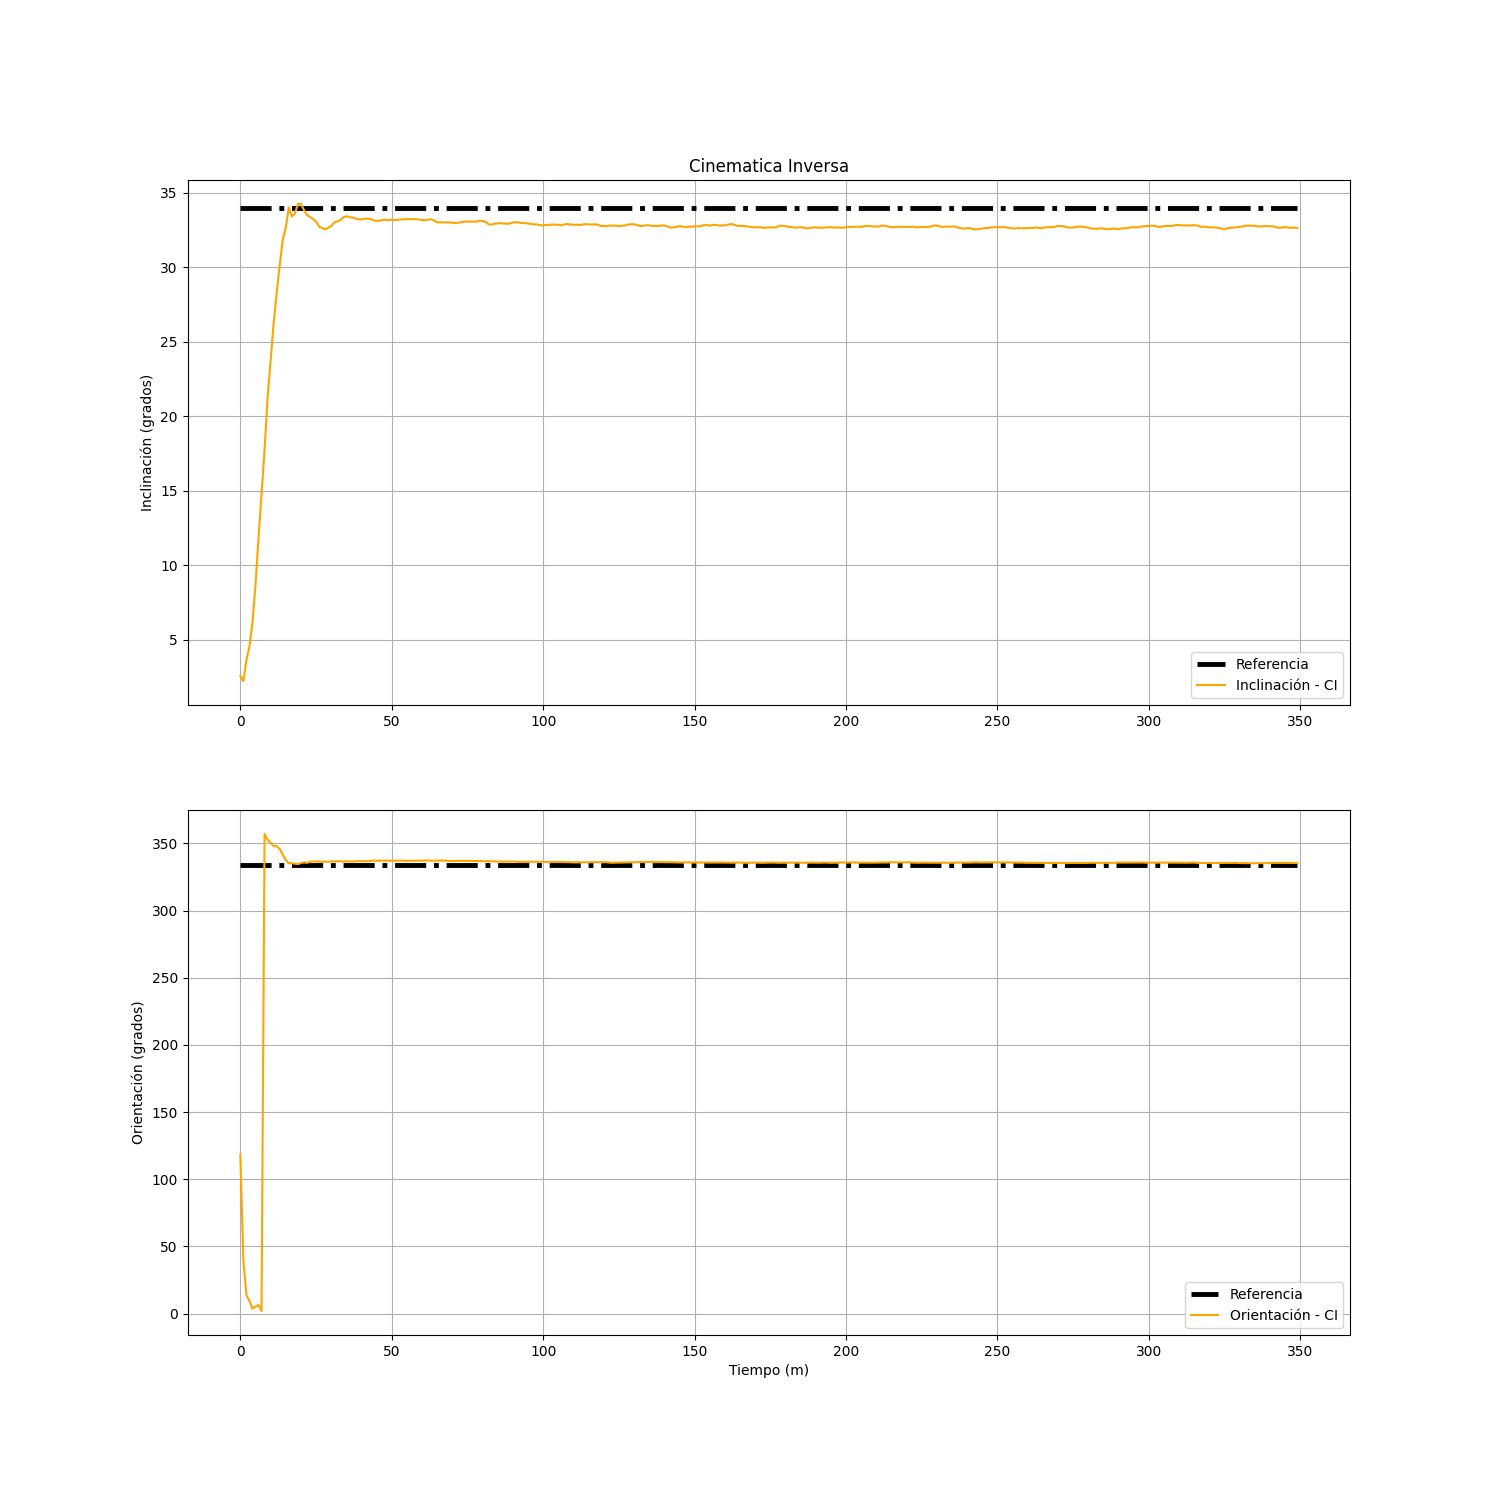 Cinematica Inversa
35
30
25
20
15
10
5
Inclinación (grados)
Referencia
Inclinación - CI
0 50 100 150 200 250 300 350
350
300
250
200
150
100
50
0
Orientación (grados)
Referencia
Orientación - CI
0 50 100 150 200 250 300 350
Tiempo (m)